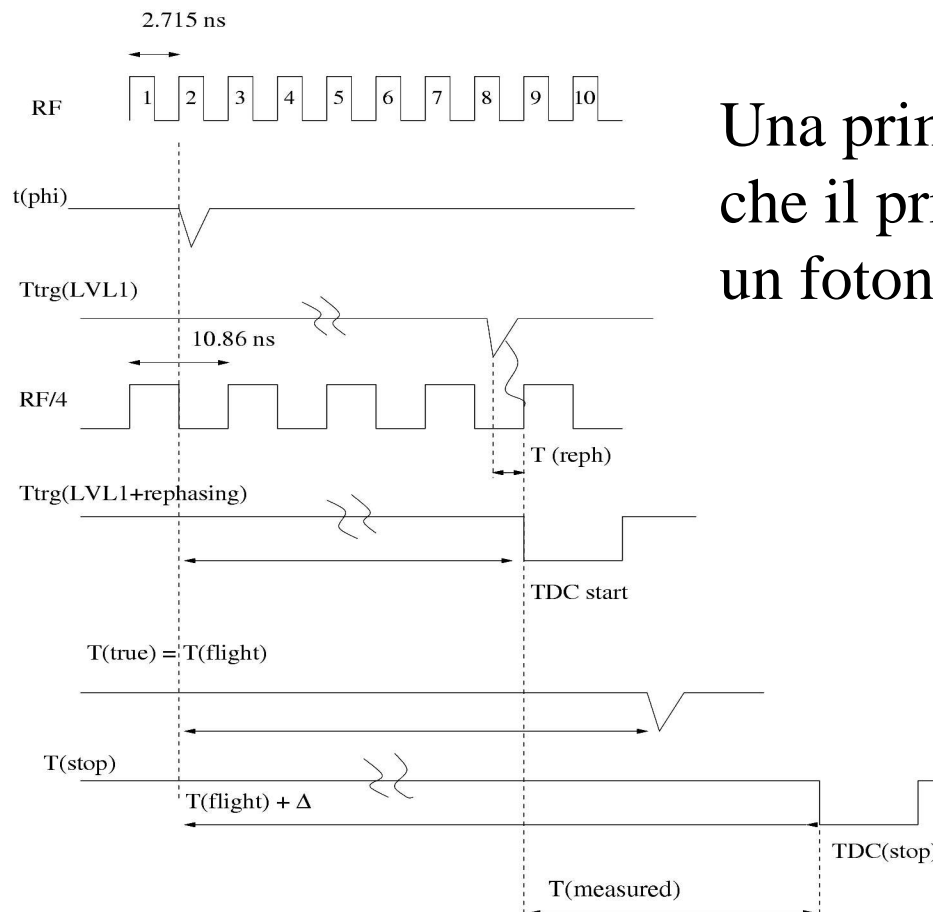 2.715 ns
RF
1 2 3 4 5 6 7 8 9 10
t(phi)
Ttrg(LVL1)
10.86 ns
RF/4
T (reph)
Ttrg(LVL1+rephasing)
TDC start
T(true) = T(flight)
T(stop)
T(flight) + Δ
TDC(stop)
T(measured)
Una prin
che il pri
un foton